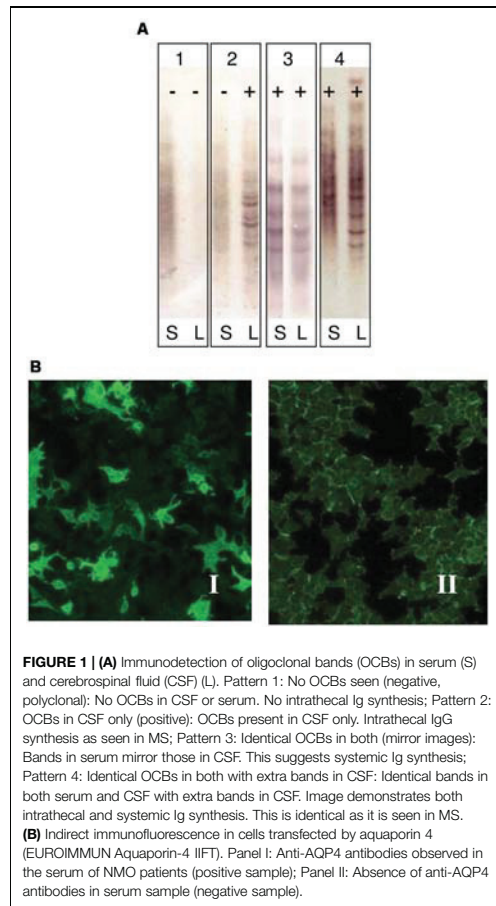 A
1 2 3 4
- - - + + + + +
S L S L S L S L
B
I II
FIGURE 1 | (A) Immunodetection of oligoclonal bands (OCBs) in serum (S)
and cerebrospinal fluid (CSF) (L). Pattern 1: No OCBs seen (negative,
polyclonal): No OCBs in CSF or serum. No intrathecal Ig synthesis; Pattern 2:
OCBs in CSF only (positive): OCBs present in CSF only. Intrathecal IgG
synthesis as seen in MS; Pattern 3: Identical OCBs in both (mirror images):
Bands in serum mirror those in CSF. This suggests systemic Ig synthesis;
Pattern 4: Identical OCBs in both with extra bands in CSF: Identical bands in
both serum and CSF with extra bands in CSF. Image demonstrates both
intrathecal and systemic Ig synthesis. This is identical as it is seen in MS.
(B) Indirect immunofluorescence in cells transfected by aquaporin 4
(EUROIMMUN Aquaporin-4 IIFT). Panel I: Anti-AQP4 antibodies observed in
the serum of NMO patients (positive sample); Panel II: Absence of anti-AQP4
antibodies in serum sample (negative sample).